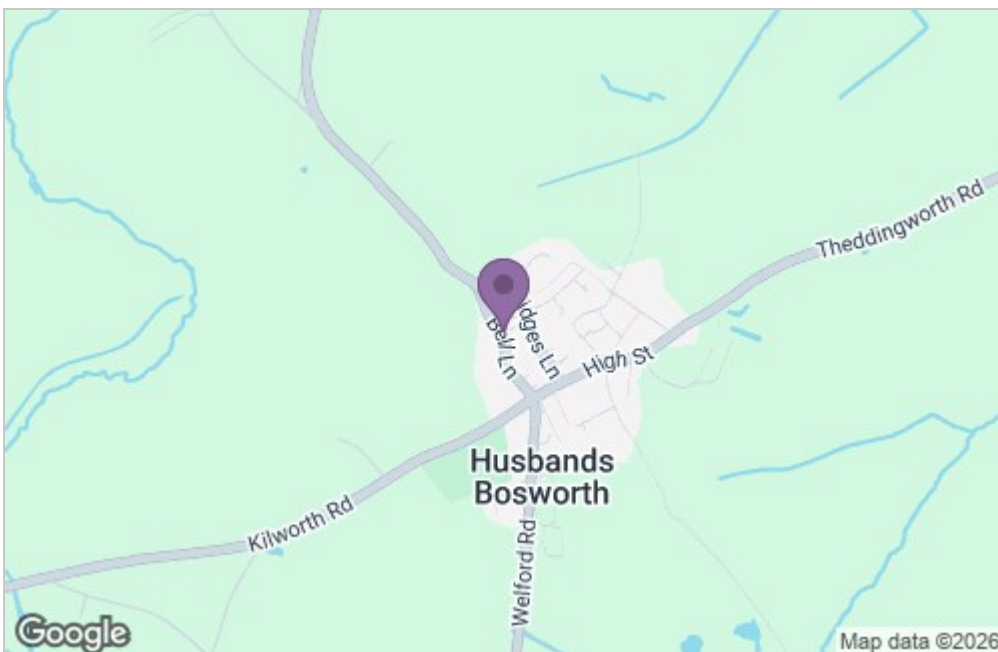 Theddingworth Rd
Bell Ln
High St
Husbands
Bosworth
Kilworth Rd
Welford Rd
Google
Map data ©2026